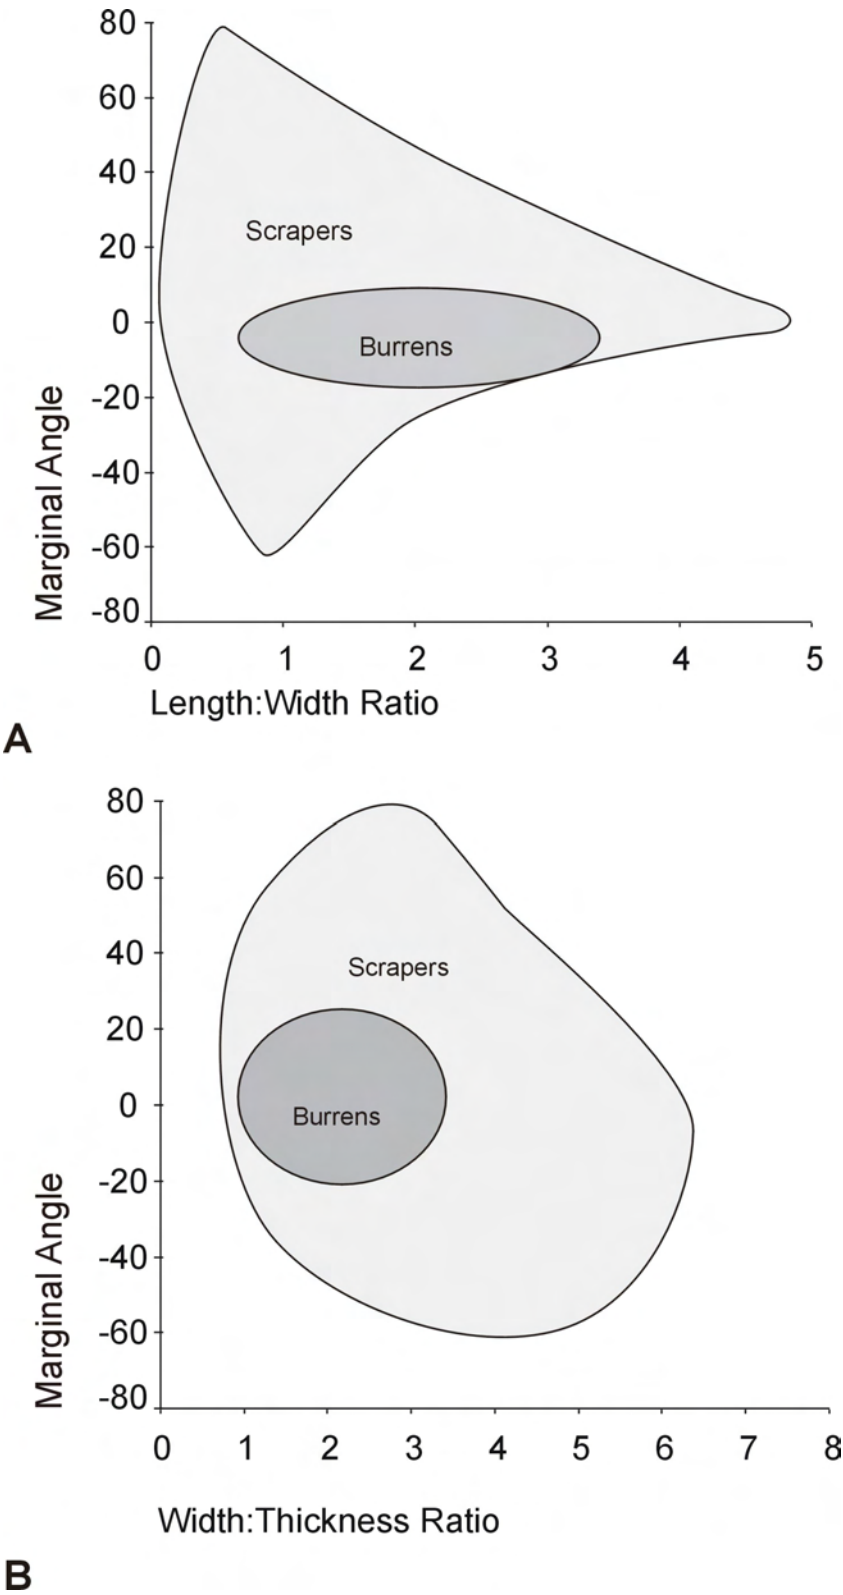 80
60
40
Scrapers
20
0
Burrens
-20
-40
-60
-80
Marginal Angle
0 1 2 3 4 5
Length:Width Ratio
A
80
60
40
Scrapers
20
0
Burrens
-20
-40
-60
-80
Marginal Angle
0 1 2 3 4 5 6 7 8
Width:Thickness Ratio
B